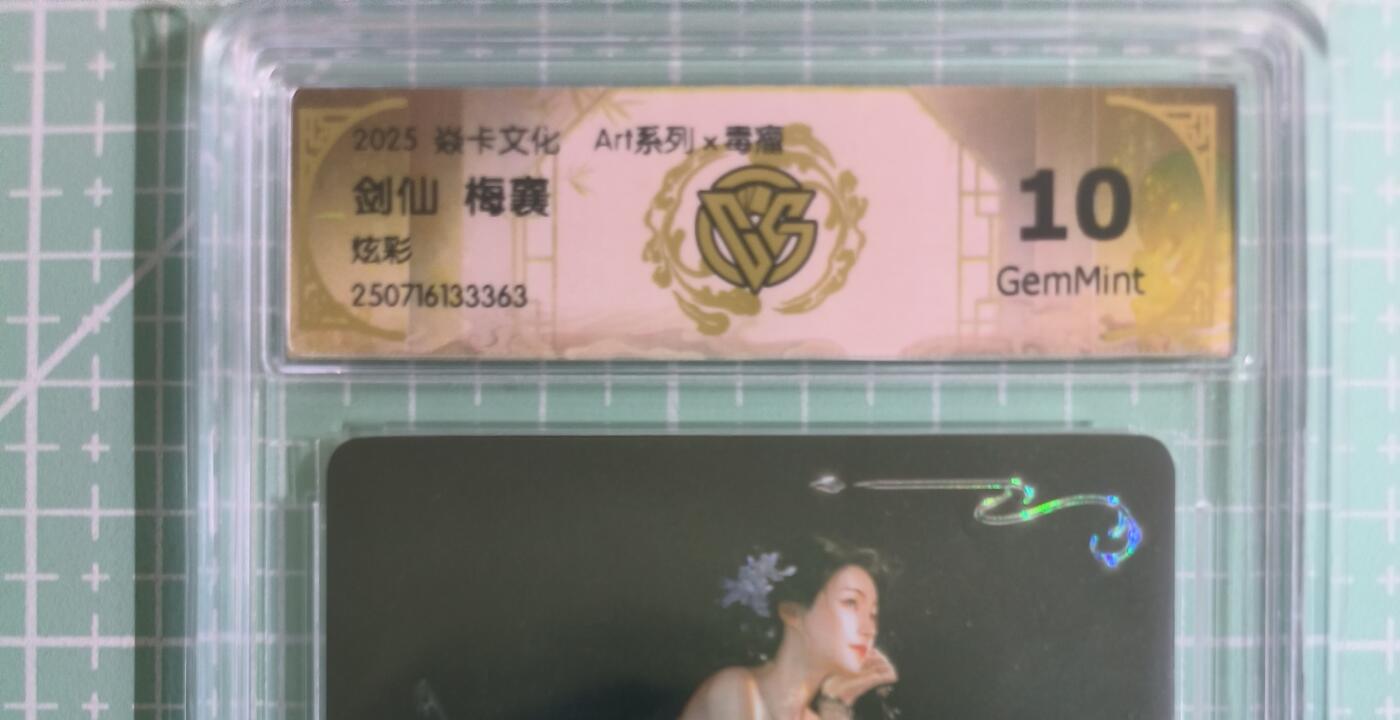 2025 焱卡文化 Art系列×毒瘤
剑仙 梅襄
炫彩
250716133363
10
GemMint